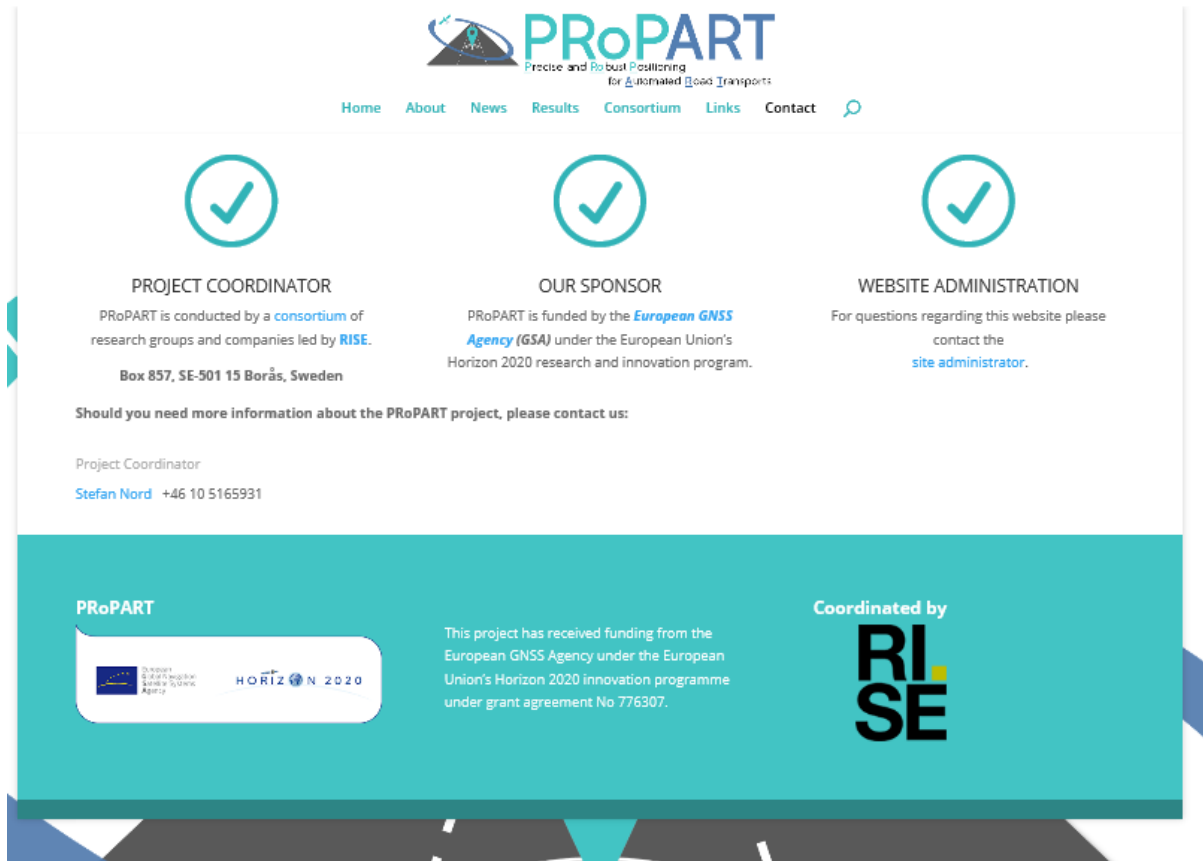 PRoPART
Precise and Robust Positioning
for Automated Road Transports
Home About News Results Consortium Links Contact
PROJECT COORDINATOR
PRoPART is conducted by a consortium of
research groups and companies led by RISE.
Box 857, SE-501 15 Borås, Sweden
OUR SPONSOR
PRoPART is funded by the European GNSS
Agency (GSA) under the European Union’s
Horizon 2020 research and innovation program.
WEBSITE ADMINISTRATION
For questions regarding this website please
contact the
site administrator.
Should you need more information about the PRoPART project, please contact us:
Project Coordinator
Stefan Nord +46 10 5165931
PRoPART
European
Global Navigation
Satellite Systems
Agency
HORIZON 2020
This project has received funding from the
European GNSS Agency under the European
Union’s Horizon 2020 innovation programme
under grant agreement No 776307.
Coordinated by
RI.
SE